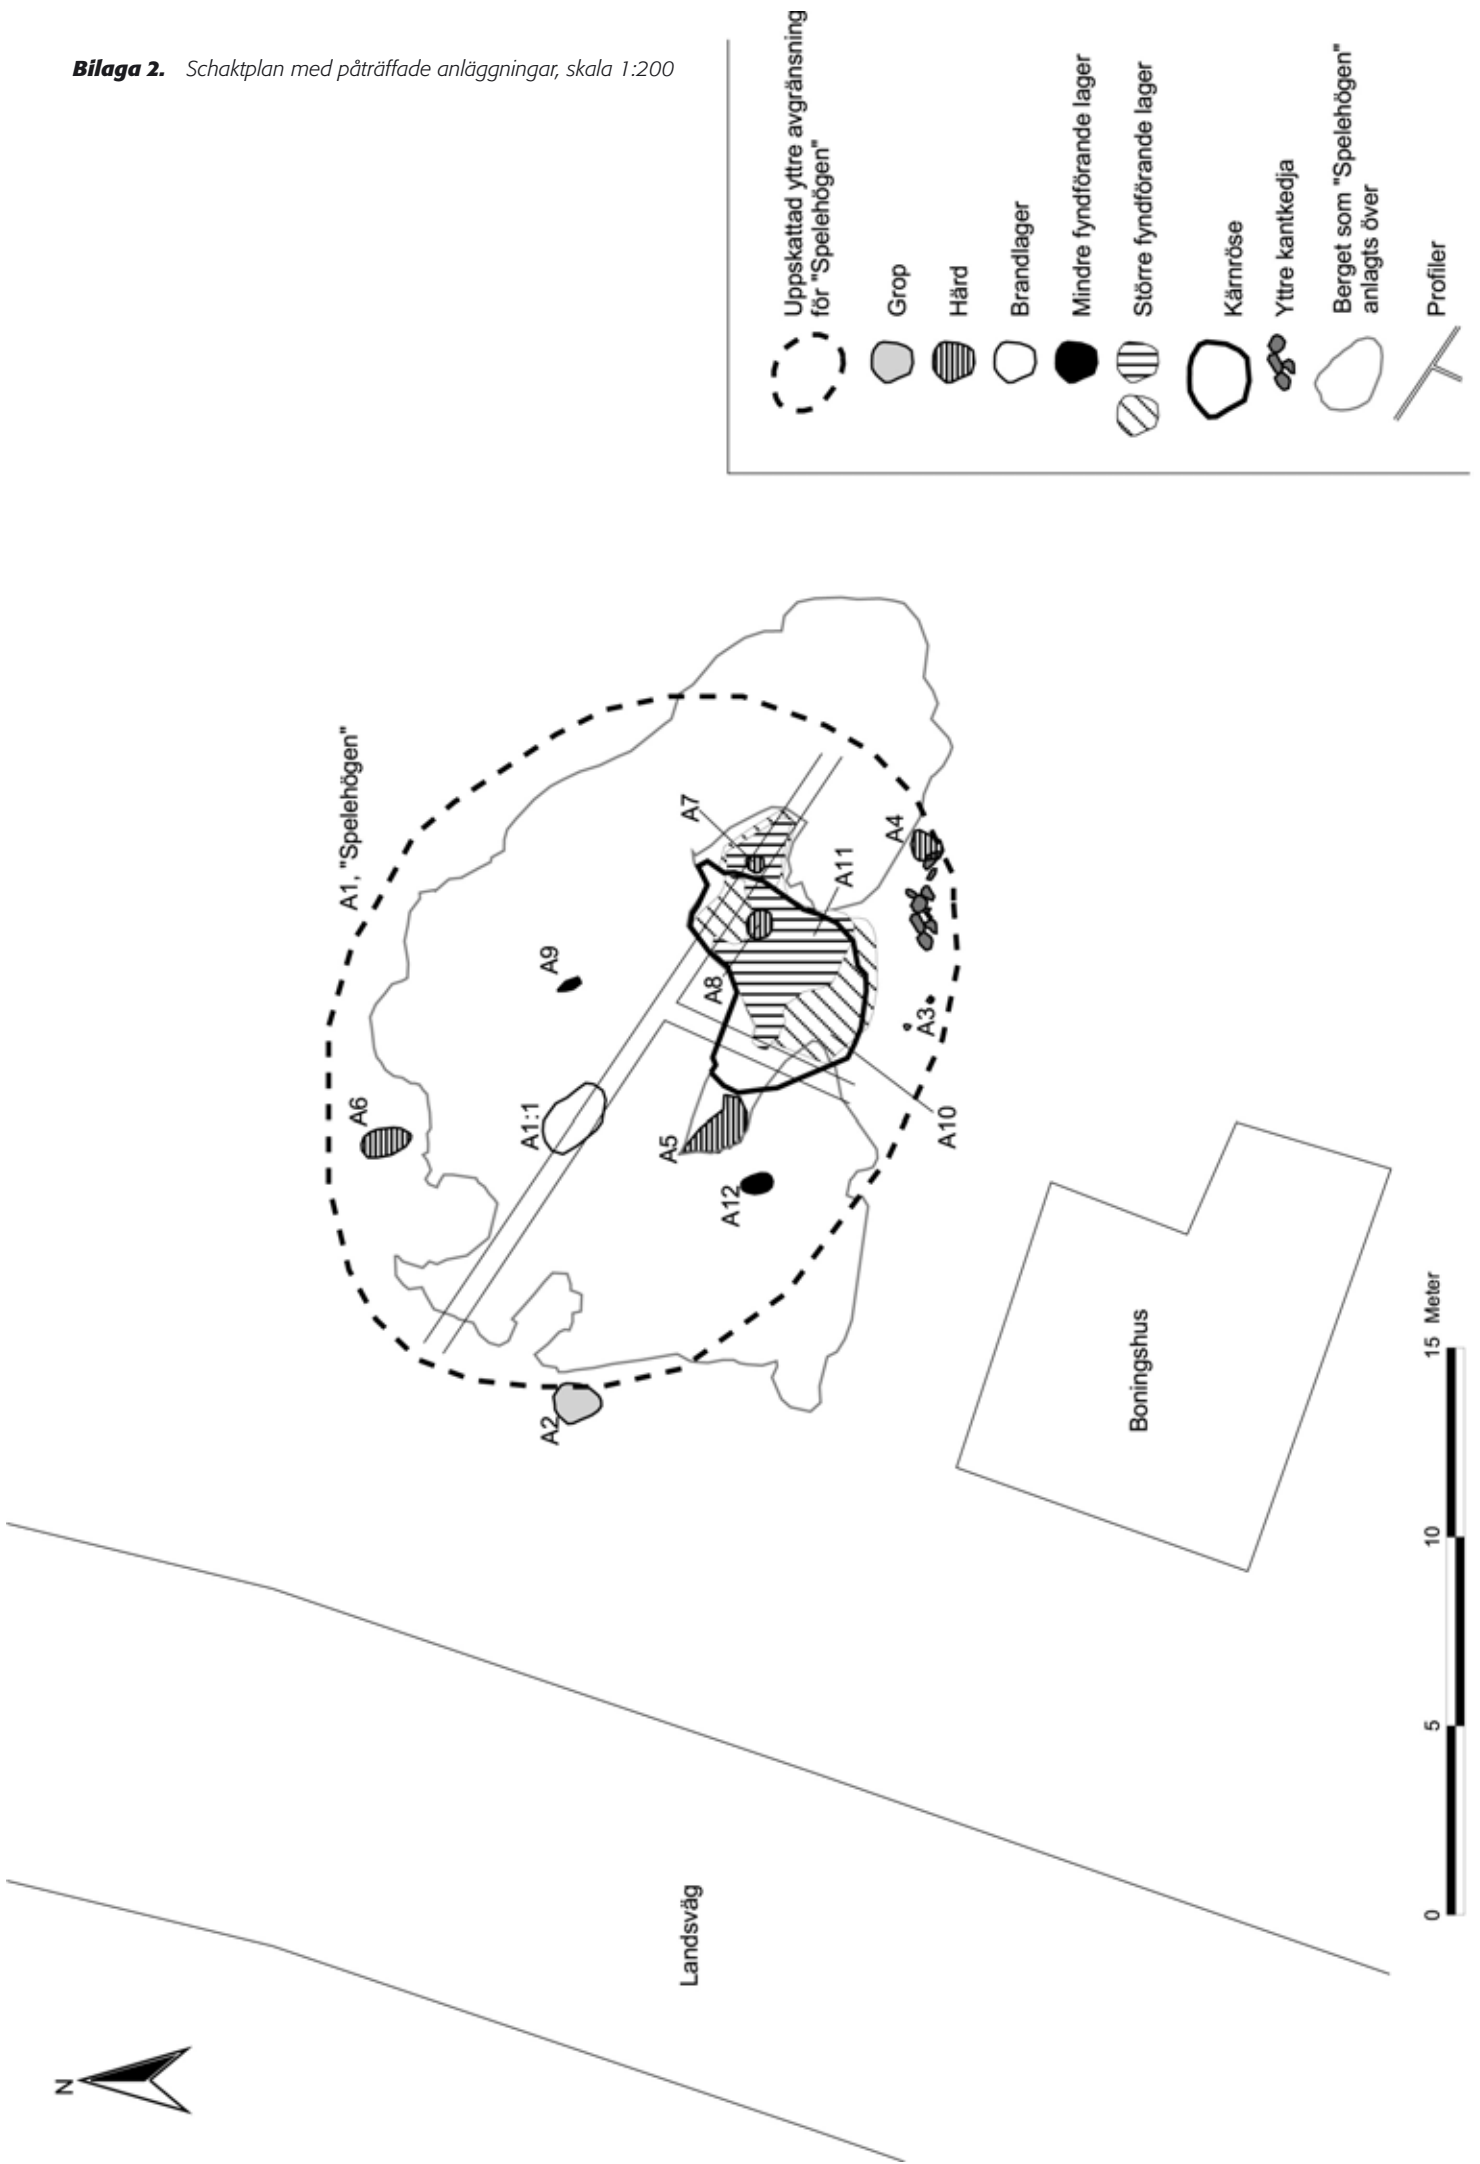 Bilaga 2. Schaktplan med påträffade anläggningar, skala 1:200
Uppskattad yttre avgränsning
för "Spelehögen"
Grop
Härd
Brandlager
Mindre fyndförande lager
Större fyndförande lager
Kärnröse
Yttre kantkedja
Berget som "Spelehögen"
anlagts över
Profiler
A1, "Spelehögen"
A6
A9
A1:1
A7
A4
A11
A8
A3
A5
A12
A10
A2
Boningshus
Landsväg
N
0 5 10 15 Meter